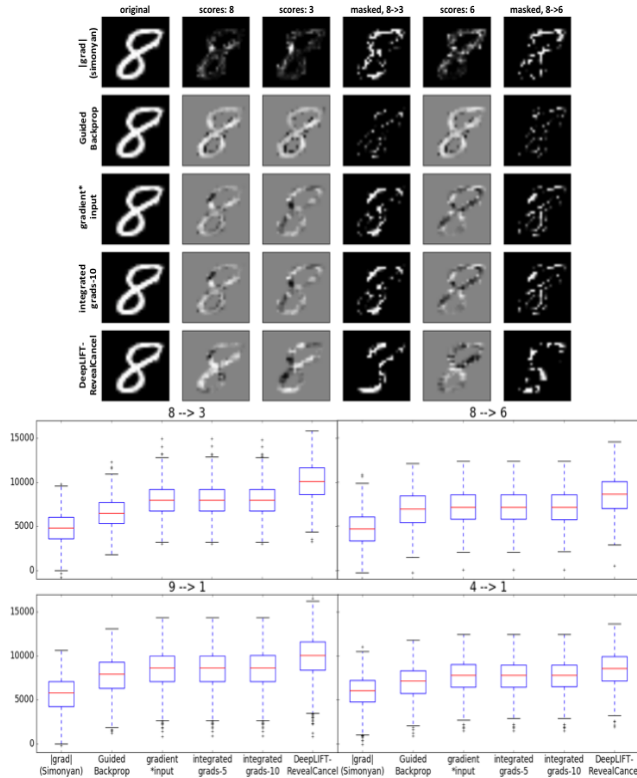 original scores: 8 scores: 3 masked, 8->3 scores: 6 masked, 8->6
|grad|
(simonyan)
Guided
Backprop
gradient*
input
integrated
grads-10
DeepLIFT-
RevealCancel
8 --> 3 8 --> 6
15000
10000
5000
0
9 --> 1 4 --> 1
15000
10000
5000
0
|grad| Guided gradient integrated integrated DeepLIFT- |grad| Guided gradient integrated integrated DeepLIFT-
(Simonyan) Backprop *input grads-5 grads-10 RevealCancel (Simonyan) Backprop *input grads-5 grads-10 RevealCancel